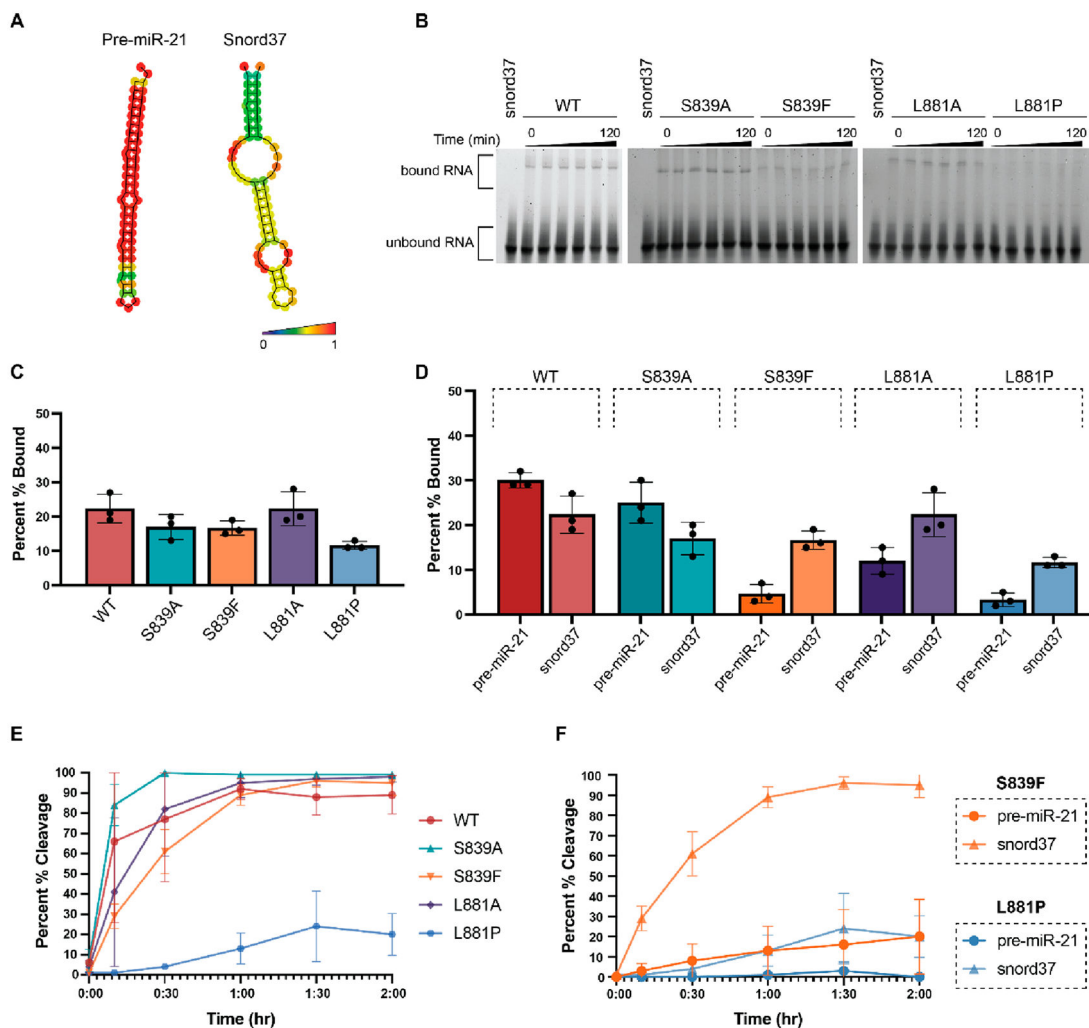 A
Pre-miR-21
Snord37
0
1
B
snord37
WT
snord37
S839A
S839F
snord37
L881A
L881P
Time (min)
0
120
0
120
0
120
0
120
0
120
bound RNA
unbound RNA
C
Percent % Bound
50
40
30
20
10
0
WT
S839A
S839F
L881A
L881P
D
WT
S839A
S839F
L881A
L881P
Percent % Bound
50
40
30
20
10
0
pre-miR-21
snord37
pre-miR-21
snord37
pre-miR-21
snord37
pre-miR-21
snord37
pre-miR-21
snord37
E
Percent % Cleavage
100
90
80
70
60
50
40
30
20
10
0
0:00
0:30
1:00
1:30
2:00
Time (hr)
WT
S839A
S839F
L881A
L881P
F
Percent % Cleavage
100
90
80
70
60
50
40
30
20
10
0
0:00
0:30
1:00
1:30
2:00
Time (hr)
S839F
pre-miR-21
snord37
L881P
pre-miR-21
snord37